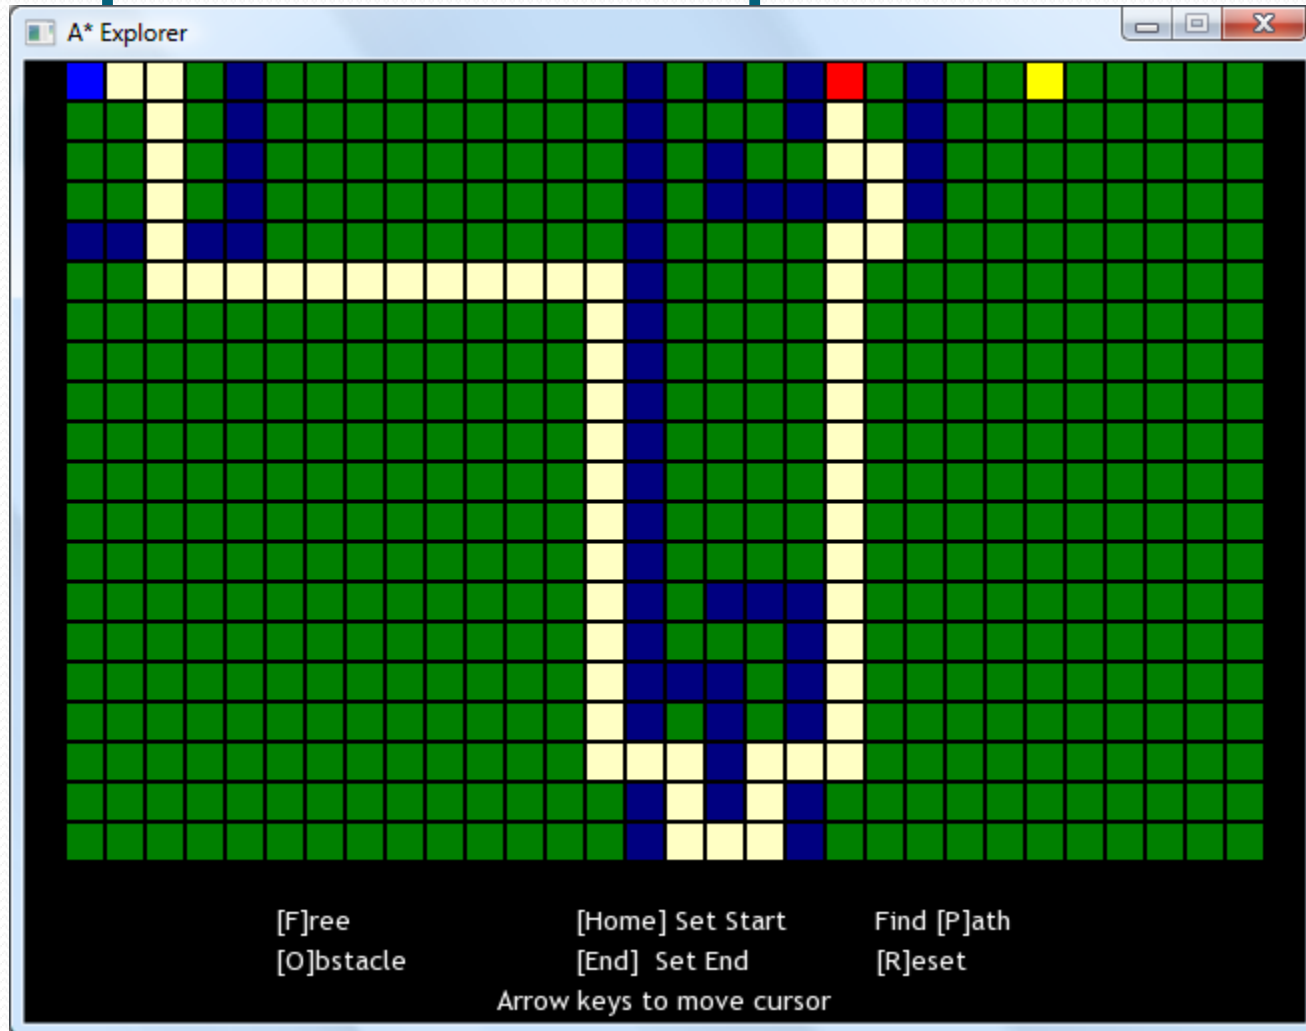 A* Explorer
[F]ree [Home] Set Start Find [P]ath
[O]bstacle [End] Set End [R]eset
Arrow keys to move cursor